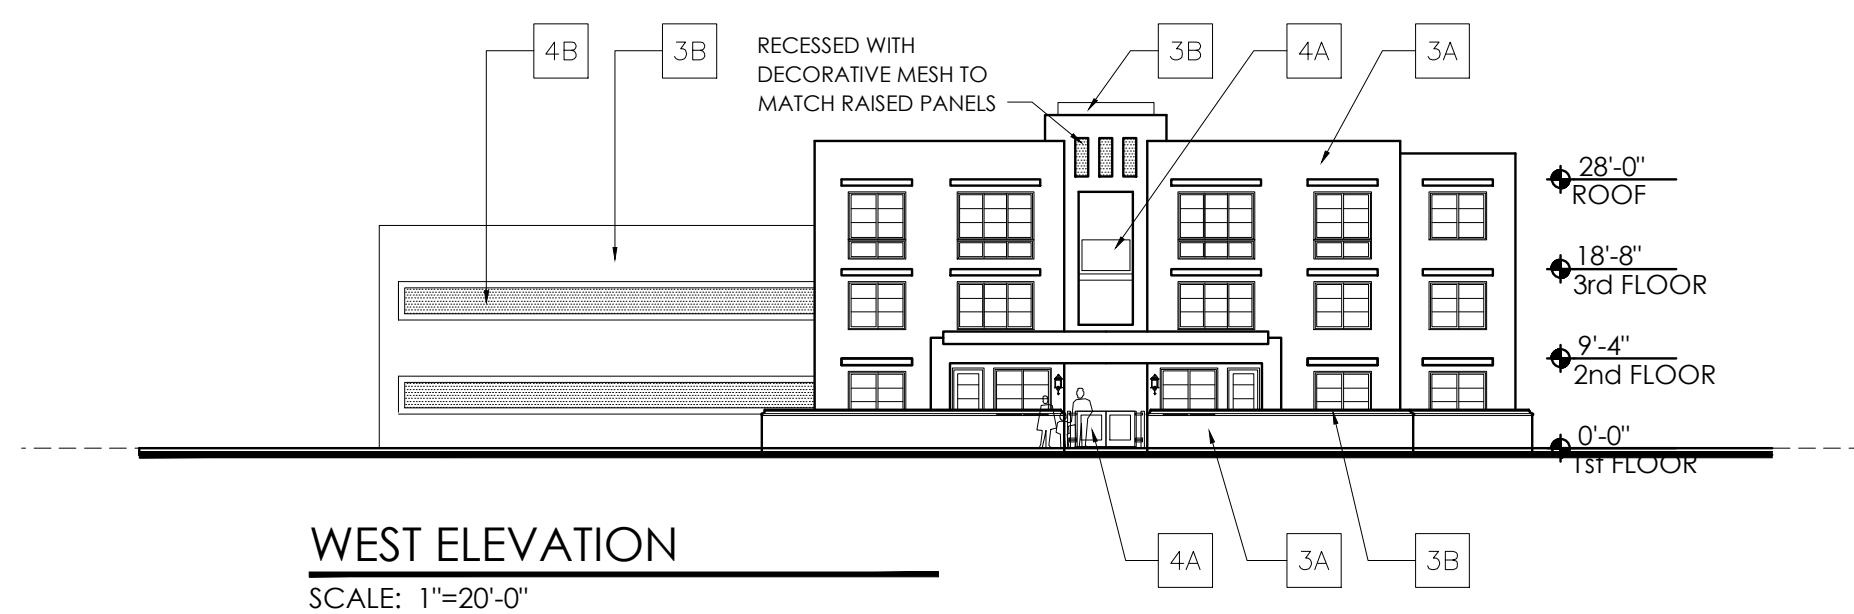 4B
3B
RECESSED WITH
DECORATIVE MESH TO
MATCH RAISED PANELS
3B
4A
3A
28'-0"
ROOF
18'-8"
3rd FLOOR
9'-4"
2nd FLOOR
0'-0"
1st FLOOR
4A
3A
3B
WEST ELEVATION
SCALE: 1"=20'-0"